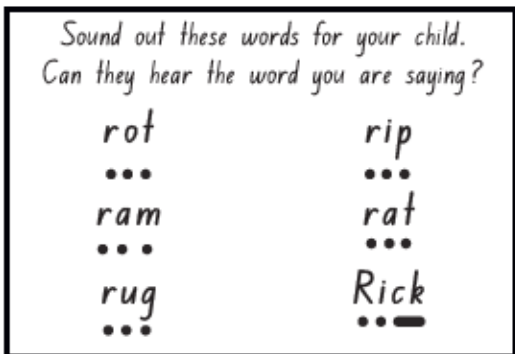 Sound out these words for your child.
Can they hear the word you are saying?
rot rip
ram rat
rug Rick